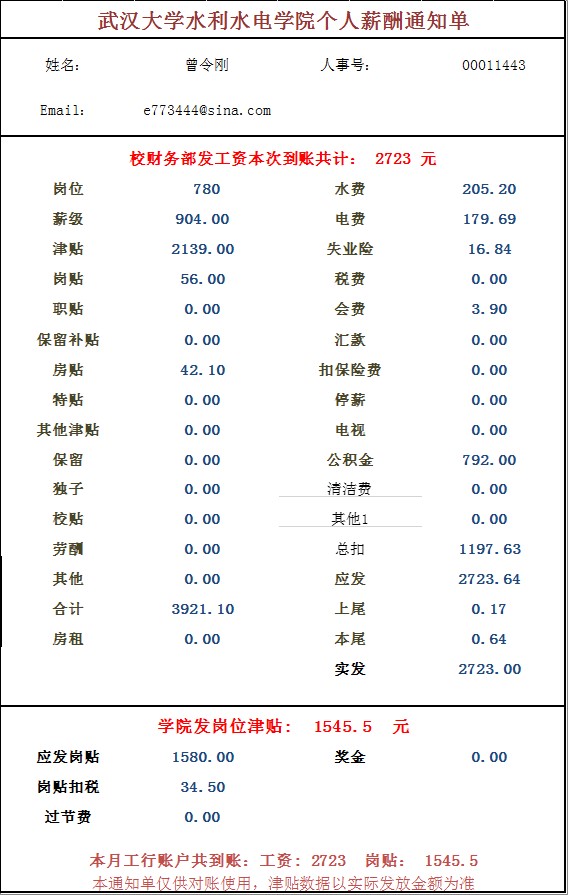 武汉大学水利水电学院个人薪酬通知单
姓名： 曾令刚 人事号： 00011443
Email： e773444@sina.com
校财务部发工资本次到账共计： 2723 元
岗位 780 水费 205.20
薪级 904.00 电费 179.69
津贴 2139.00 失业险 16.84
岗贴 56.00 税费 0.00
职贴 0.00 会费 3.90
保留补贴 0.00 汇款 0.00
房贴 42.10 扣保险费 0.00
特贴 0.00 停薪 0.00
其他津贴 0.00 电视 0.00
保留 0.00 公积金 792.00
独子 0.00 清洁费 0.00
校贴 0.00 其他1 0.00
劳酬 0.00 总扣 1197.63
其他 0.00 应发 2723.64
合计 3921.10 上尾 0.17
房租 0.00 本尾 0.64
实发 2723.00
学院发岗位津贴： 1545.5 元
应发岗贴 1580.00 奖金 0.00
岗贴扣税 34.50
过节费 0.00
本月工行账户共到账：工资: 2723 岗贴： 1545.5
本通知单仅供对账使用，津贴数据以实际发放金额为准